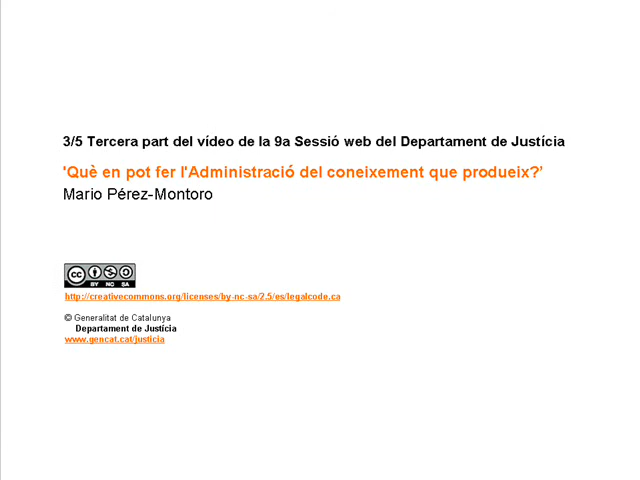 3/5 Tercera part del vídeo de la 9a Sessió web del Departament de Justícia
'Què en pot fer l'Administració del coneixement que produeix?’
Mario Pérez-Montoro
cc BY NC SA
http://creativecommons.org/licenses/by-nc-sa/2.5/es/legalcode.ca
© Generalitat de Catalunya
Departament de Justícia
www.gencat.cat/justicia